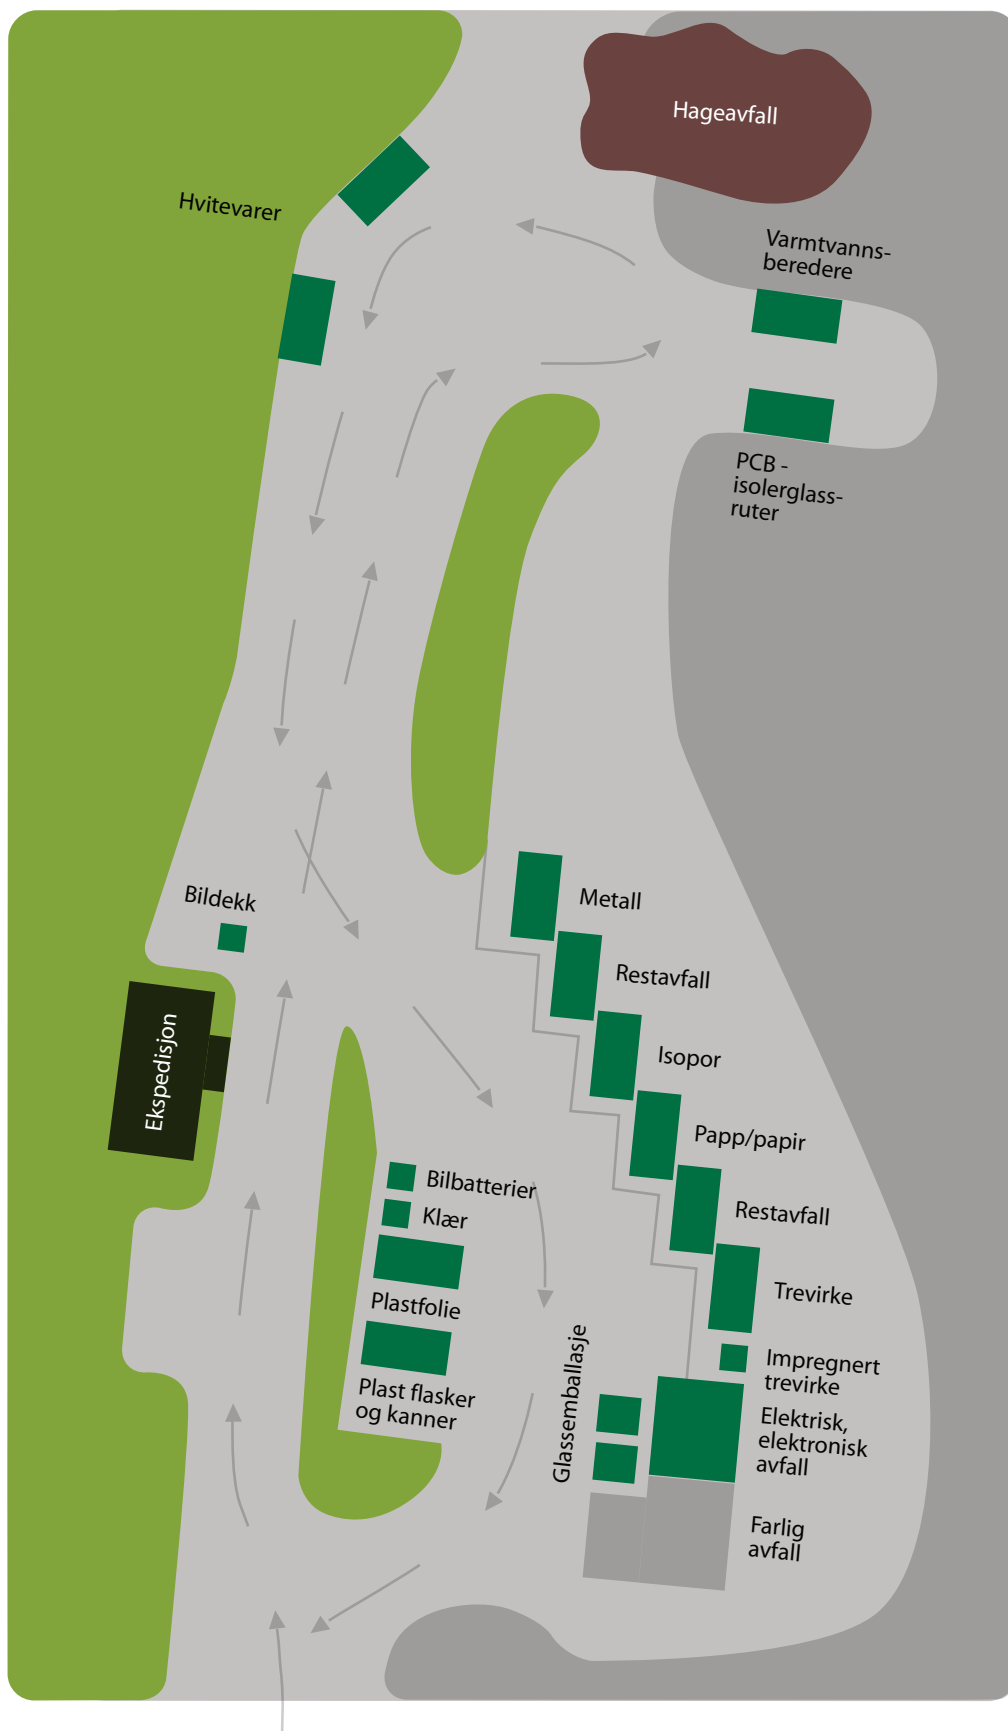 Hageavfall
Hvitevarer
Varmtvanns-
beredere
PCB -
isolerglass-
ruter
Bildekk
Metall
Restavfall
Ekspedisjon
Isopor
Papp/papir
Bilbatterier
Klær
Restavfall
Plastfolie
Trevirke
Glassemballasje
Impregnert
trevirke
Plast flasker
og kanner
Elektrisk,
elektronisk
avfall
Farlig
avfall